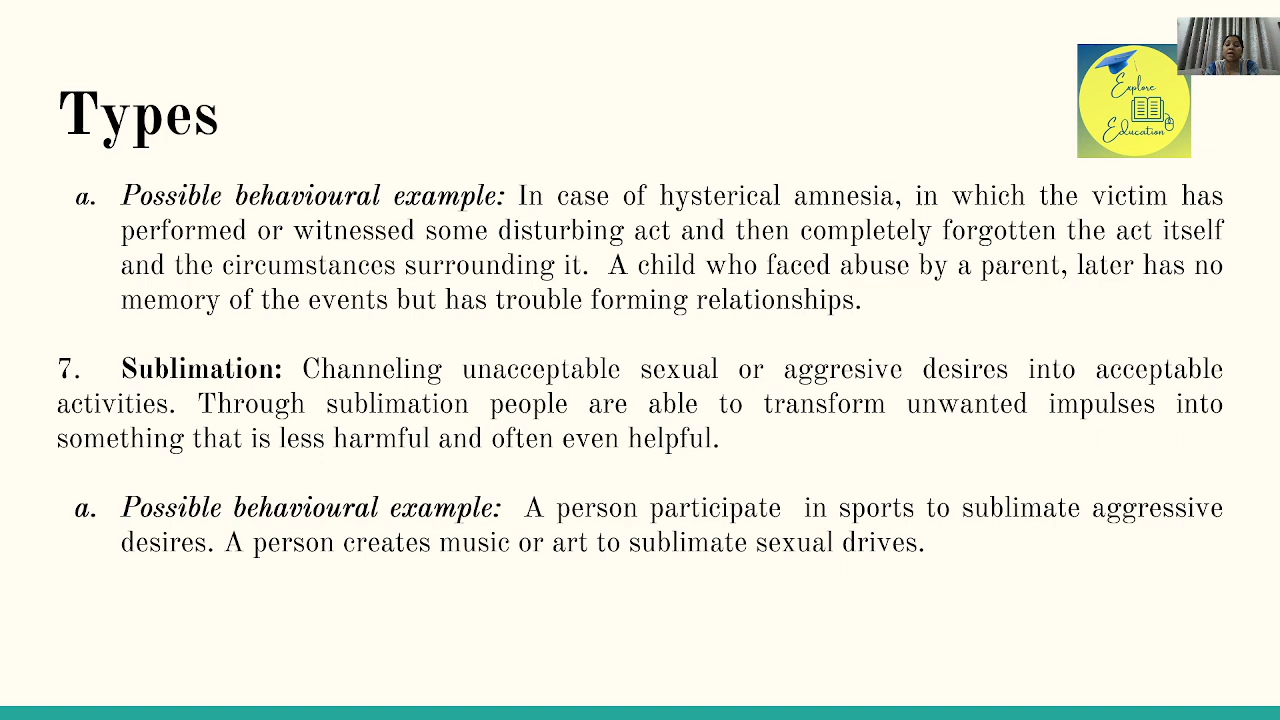 Explore
Education
Types
a. Possible behavioural example: In case of hysterical amnesia, in which the victim has
performed or witnessed some disturbing act and then completely forgotten the act itself
and the circumstances surrounding it. A child who faced abuse by a parent, later has no
memory of the events but has trouble forming relationships.
7. Sublimation: Channeling unacceptable sexual or aggresive desires into acceptable
activities. Through sublimation people are able to transform unwanted impulses into
something that is less harmful and often even helpful.
a. Possible behavioural example: A person participate in sports to sublimate aggressive
desires. A person creates music or art to sublimate sexual drives.